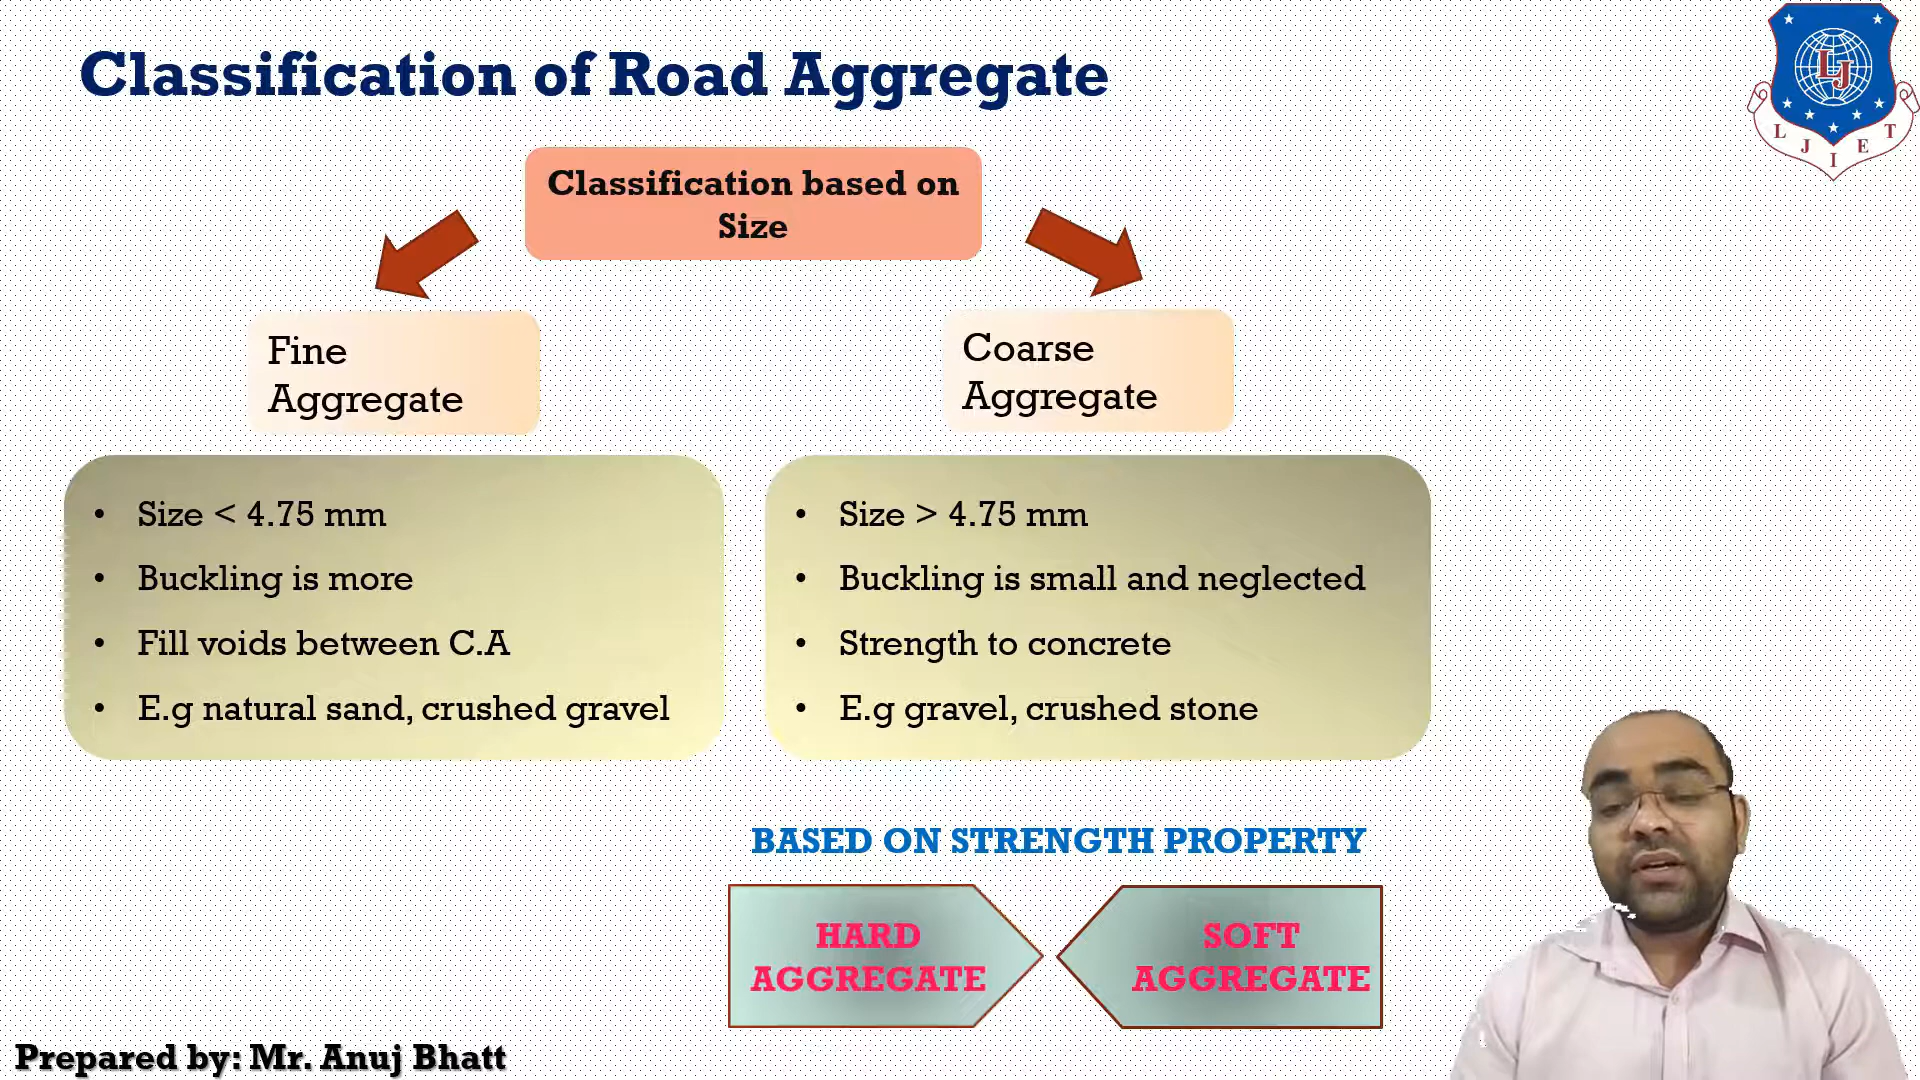 Classification of Road Aggregate
LJ
L J I E T
Classification based on
Size
Fine
Aggregate
Coarse
Aggregate
• Size < 4.75 mm
• Buckling is more
• Fill voids between C.A
• E.g natural sand, crushed gravel
• Size > 4.75 mm
• Buckling is small and neglected
• Strength to concrete
• E.g gravel, crushed stone
BASED ON STRENGTH PROPERTY
HARD
AGGREGATE
SOFT
AGGREGATE
Prepared by: Mr. Anuj Bhatt